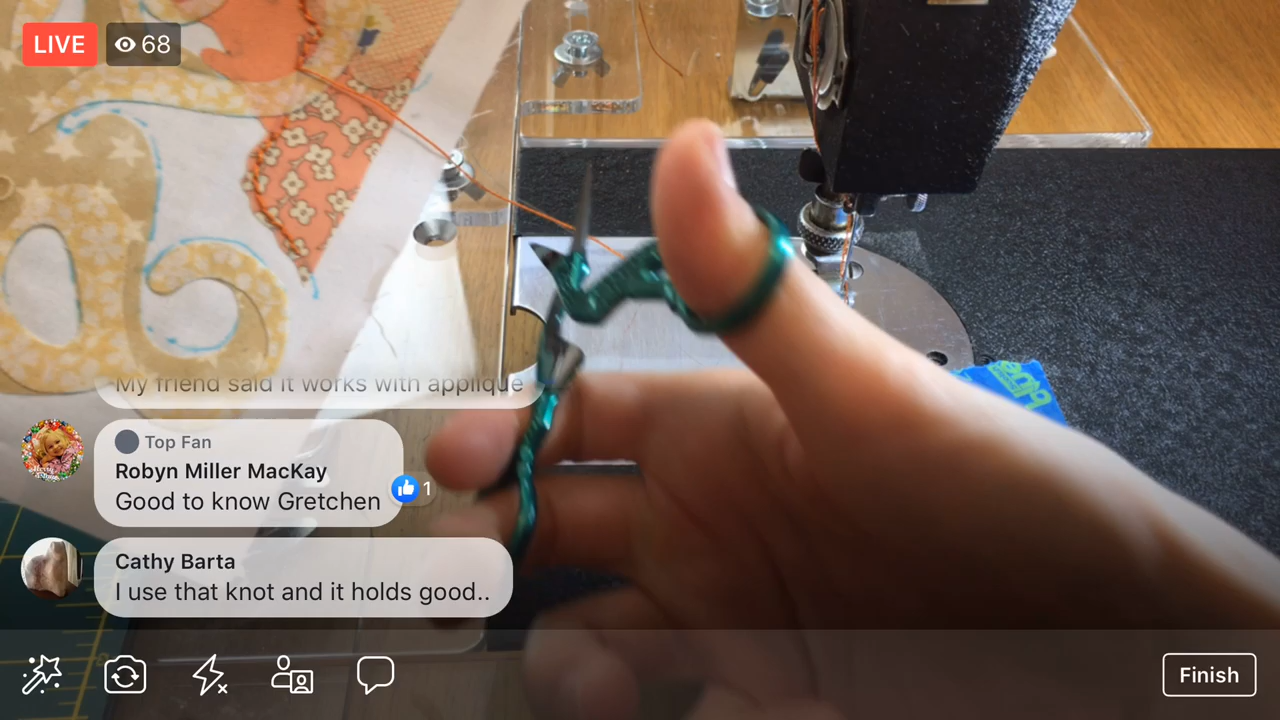 LIVE 68
My friend said it works with applique
Top Fan
Robyn Miller MacKay
Good to know Gretchen
1
Cathy Barta
I use that knot and it holds good..
Finish